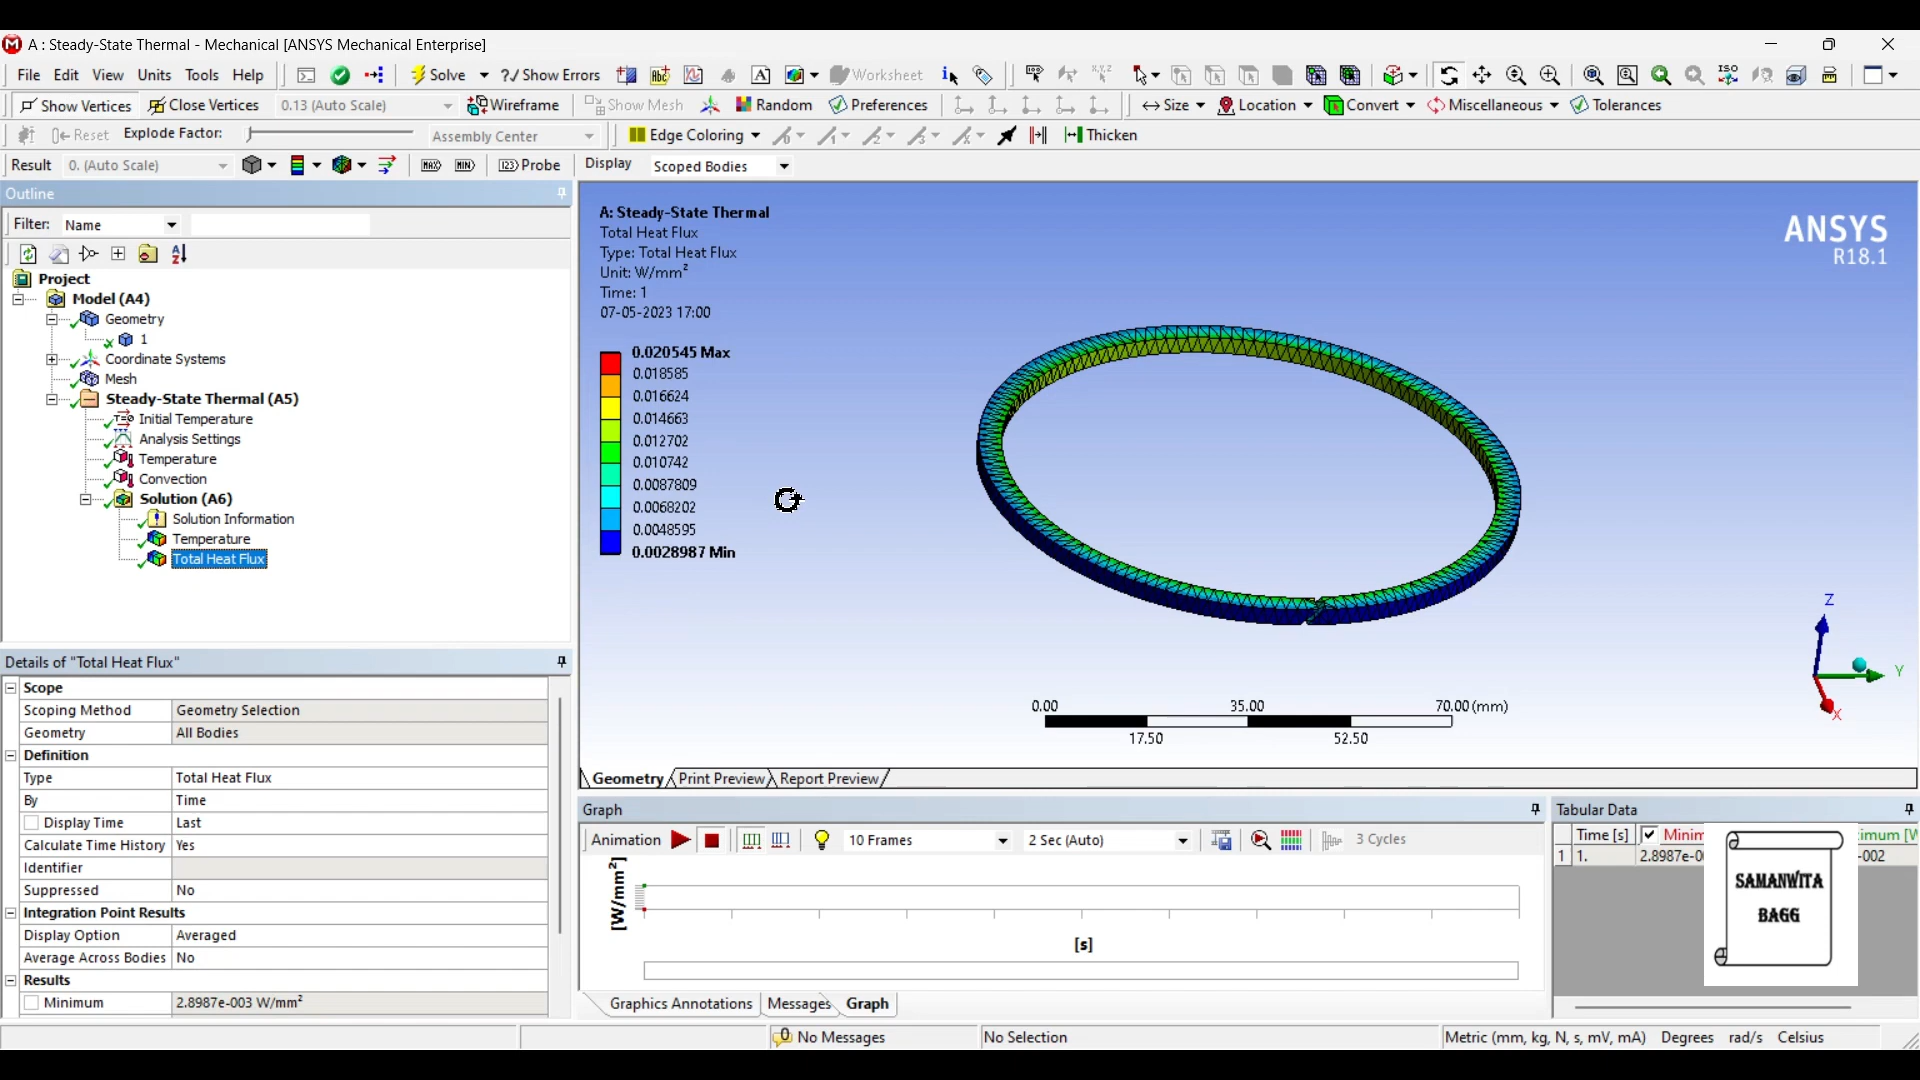 A : Steady-State Thermal - Mechanical [ANSYS Mechanical Enterprise]
File Edit View Units Tools Help Solve ?/ Show Errors Worksheet
Show Vertices Close Vertices 0.13 (Auto Scale) Wireframe Show Mesh Random Preferences Size Location Convert Miscellaneous Tolerances
Reset Explode Factor: Assembly Center Edge Coloring Thicken
Result 0. (Auto Scale) MAX MIN Probe Display Scoped Bodies
Outline
Filter: Name
Project
Model (A4)
Geometry
1
Coordinate Systems
Mesh
Steady-State Thermal (A5)
Initial Temperature
Analysis Settings
Temperature
Convection
Solution (A6)
Solution Information
Temperature
Total Heat Flux
Details of "Total Heat Flux"
Scope
Scoping Method Geometry Selection
Geometry All Bodies
Definition
Type Total Heat Flux
By Time
Display Time Last
Calculate Time History Yes
Identifier
Suppressed No
Integration Point Results
Display Option Averaged
Average Across Bodies No
Results
Minimum 2.8987e-003 W/mm²
A: Steady-State Thermal
Total Heat Flux
Type: Total Heat Flux
Unit: W/mm²
Time: 1
07-05-2023 17:00
0.020545 Max
0.018585
0.016624
0.014663
0.012702
0.010742
0.0087809
0.0068202
0.0048595
0.0028987 Min
ANSYS
R18.1
Z
Y
X
0.00 35.00 70.00 (mm)
17.50 52.50
Geometry Print Preview Report Preview
Graph
Animation 10 Frames 2 Sec (Auto) 3 Cycles
[W/mm²]
[s]
Graphics Annotations Messages Graph
Tabular Data
Time [s] Minim imum [W
1 1. 2.8987e-0 -002
SAMANWITA
BAGG
No Messages No Selection Metric (mm, kg, N, s, mV, mA) Degrees rad/s Celsius